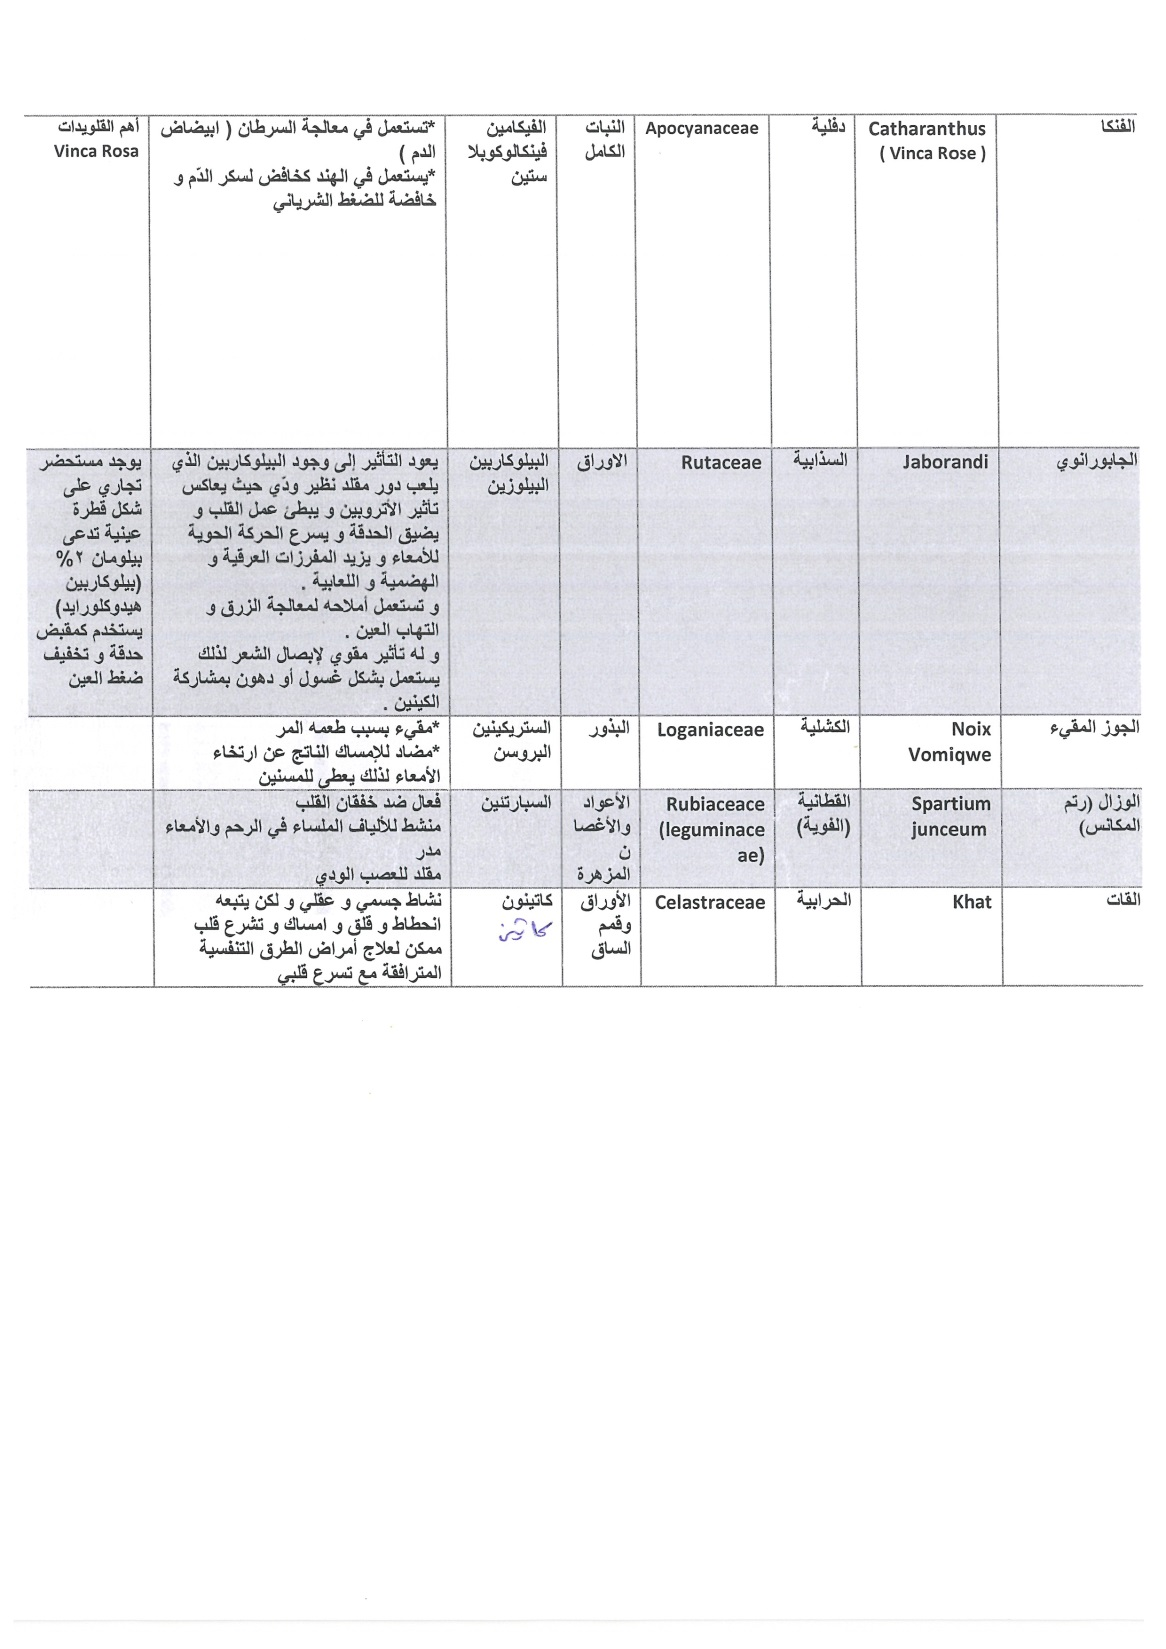 الفنكا
Catharanthus
( Vinca Rose )
دفلية
Apocyanaceae
النبات
الكامل
الفيكامين
فينكالوكوبلا
ستين
*تستعمل في معالجة السرطان ( ابيضاض
الدم )
*يستعمل في الهند كخافض لسكر الدّم و
خافضة للضغط الشرياني
أهم القلويدات
Vinca Rosa
الجابورانوي
Jaborandi
السذابية
Rutaceae
الاوراق
البيلوكاربين
البيلوزين
يعود التأثير إلى وجود البيلوكاربين الذي
يلعب دور مقلد نظير ودّي حيث يعاكس
تأثير الأتروبين و يبطئ عمل القلب و
يضيق الحدقة و يسرع الحركة الحوية
للأمعاء و يزيد المفرزات العرقية و
الهضمية و اللعابية .
و تستعمل أملاحه لمعالجة الزرق و
التهاب العين .
و له تأثير مقوي لإبصال الشعر لذلك
يستعمل بشكل غسول أو دهون بمشاركة
الكينين .
يوجد مستحضر
تجاري على
شكل قطرة
عينية تدعى
بيلومان ٢%
(بيلوكاربين
هيدوكلورايد)
يستخدم كمقبض
حدقة و تخفيف
ضغط العين
الجوز المقيء
Noix
Vomiqwe
الكشلية
Loganiaceae
البذور
الستريكينين
البروسن
*مقيء بسبب طعمه المر
*مضاد للإمساك الناتج عن ارتخاء
الأمعاء لذلك يعطى للمسنين
الوزال (رتم
المكانس)
Spartium
junceum
القطانية
(الفوية)
Rubiaceace
(leguminace
ae)
الأعواد
والأغصا
ن
المزهرة
السبارتئين
فعال ضد خفقان القلب
منشط للألياف الملساء في الرحم والأمعاء
مدر
مقلد للعصب الودي
القات
Khat
الحرابية
Celastraceae
الأوراق
وقمم
الساق
كاتينون
كاتين
نشاط جسمي و عقلي و لكن يتبعه
انحطاط و قلق و امساك و تشرع قلب
ممكن لعلاج أمراض الطرق التنفسية
المترافقة مع تسرع قلبي